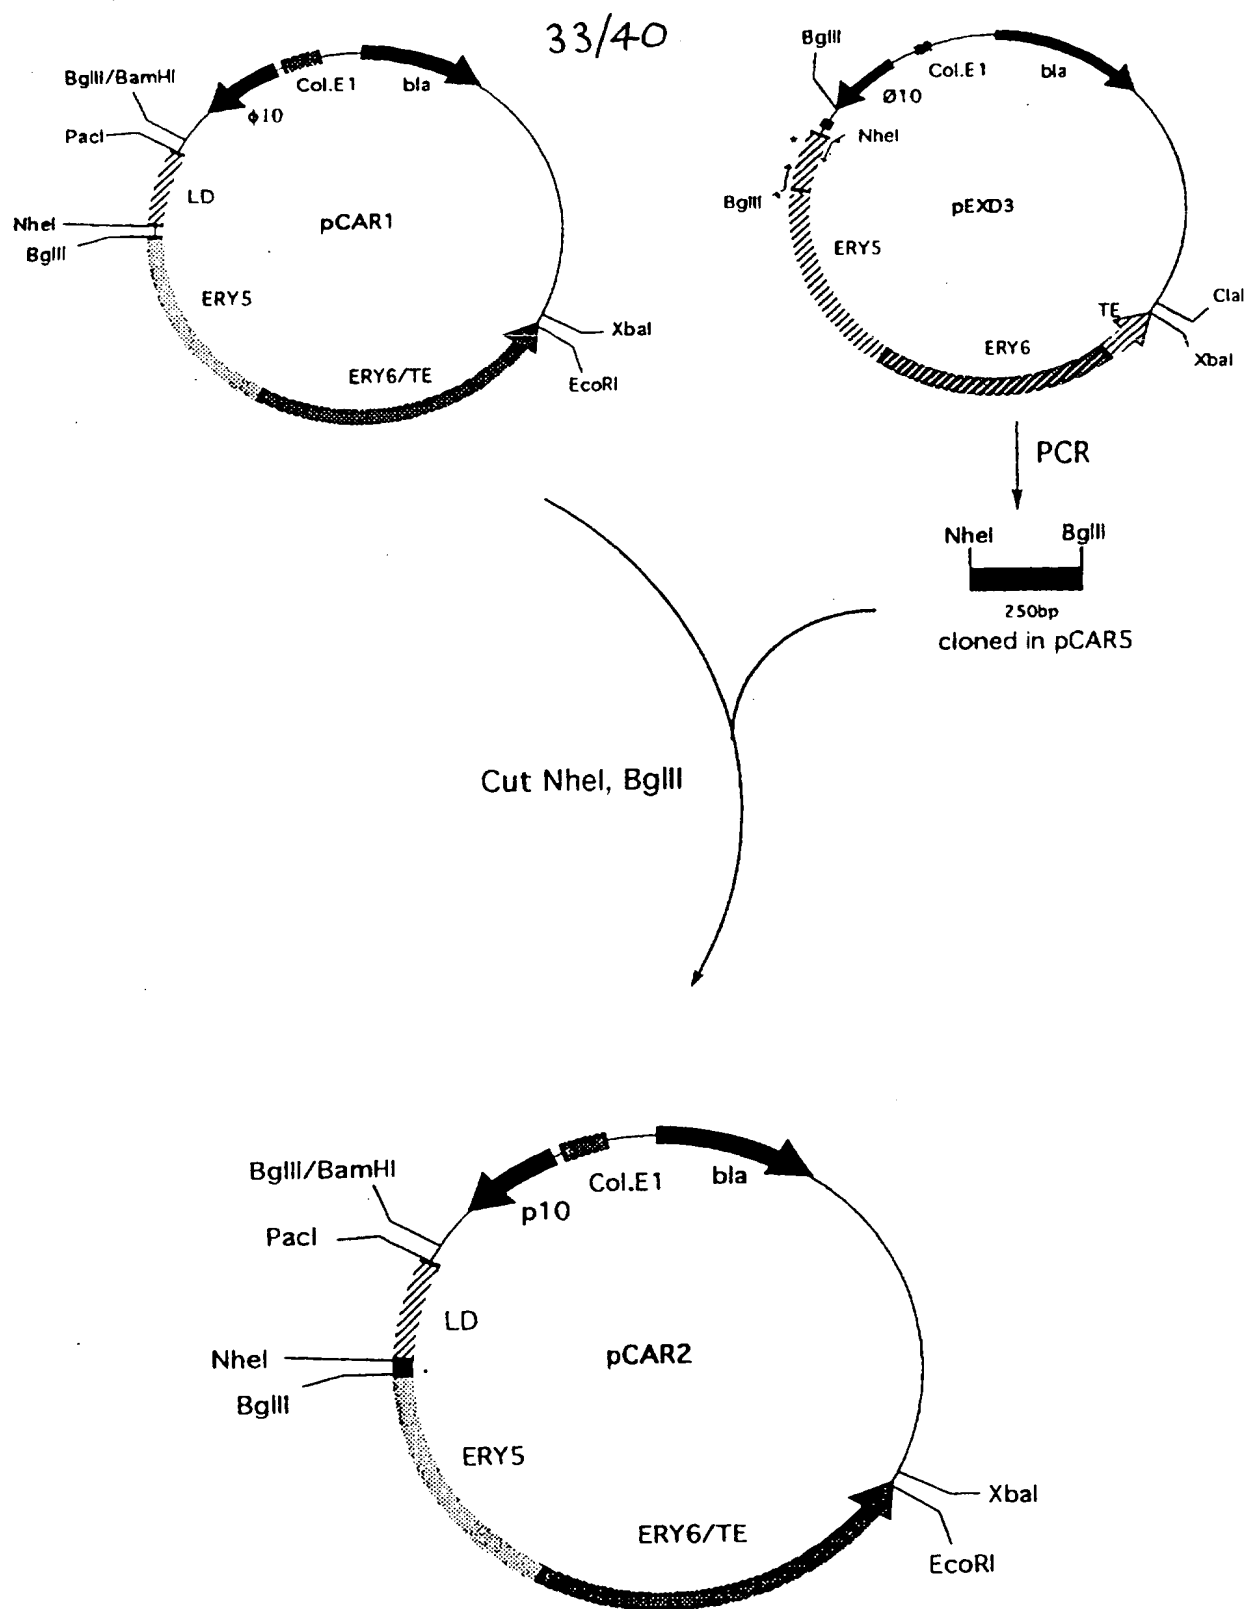 33/40
BglII/BamHI
Col.E1
bla
ϕ10
PacI
LD
NheI
pCAR1
BglII
ERY5
XbaI
ERY6/TE
EcoRI
BglII
Col.E1
bla
Ø10
*
NheI
BglII
pEXD3
ERY5
ClaI
TE
ERY6
XbaI
PCR
NheI
BglII
250bp
cloned in pCAR5
Cut NheI, BglII
BglII/BamHI
Col.E1
bla
p10
PacI
LD
NheI
pCAR2
BglII
ERY5
XbaI
ERY6/TE
EcoRI